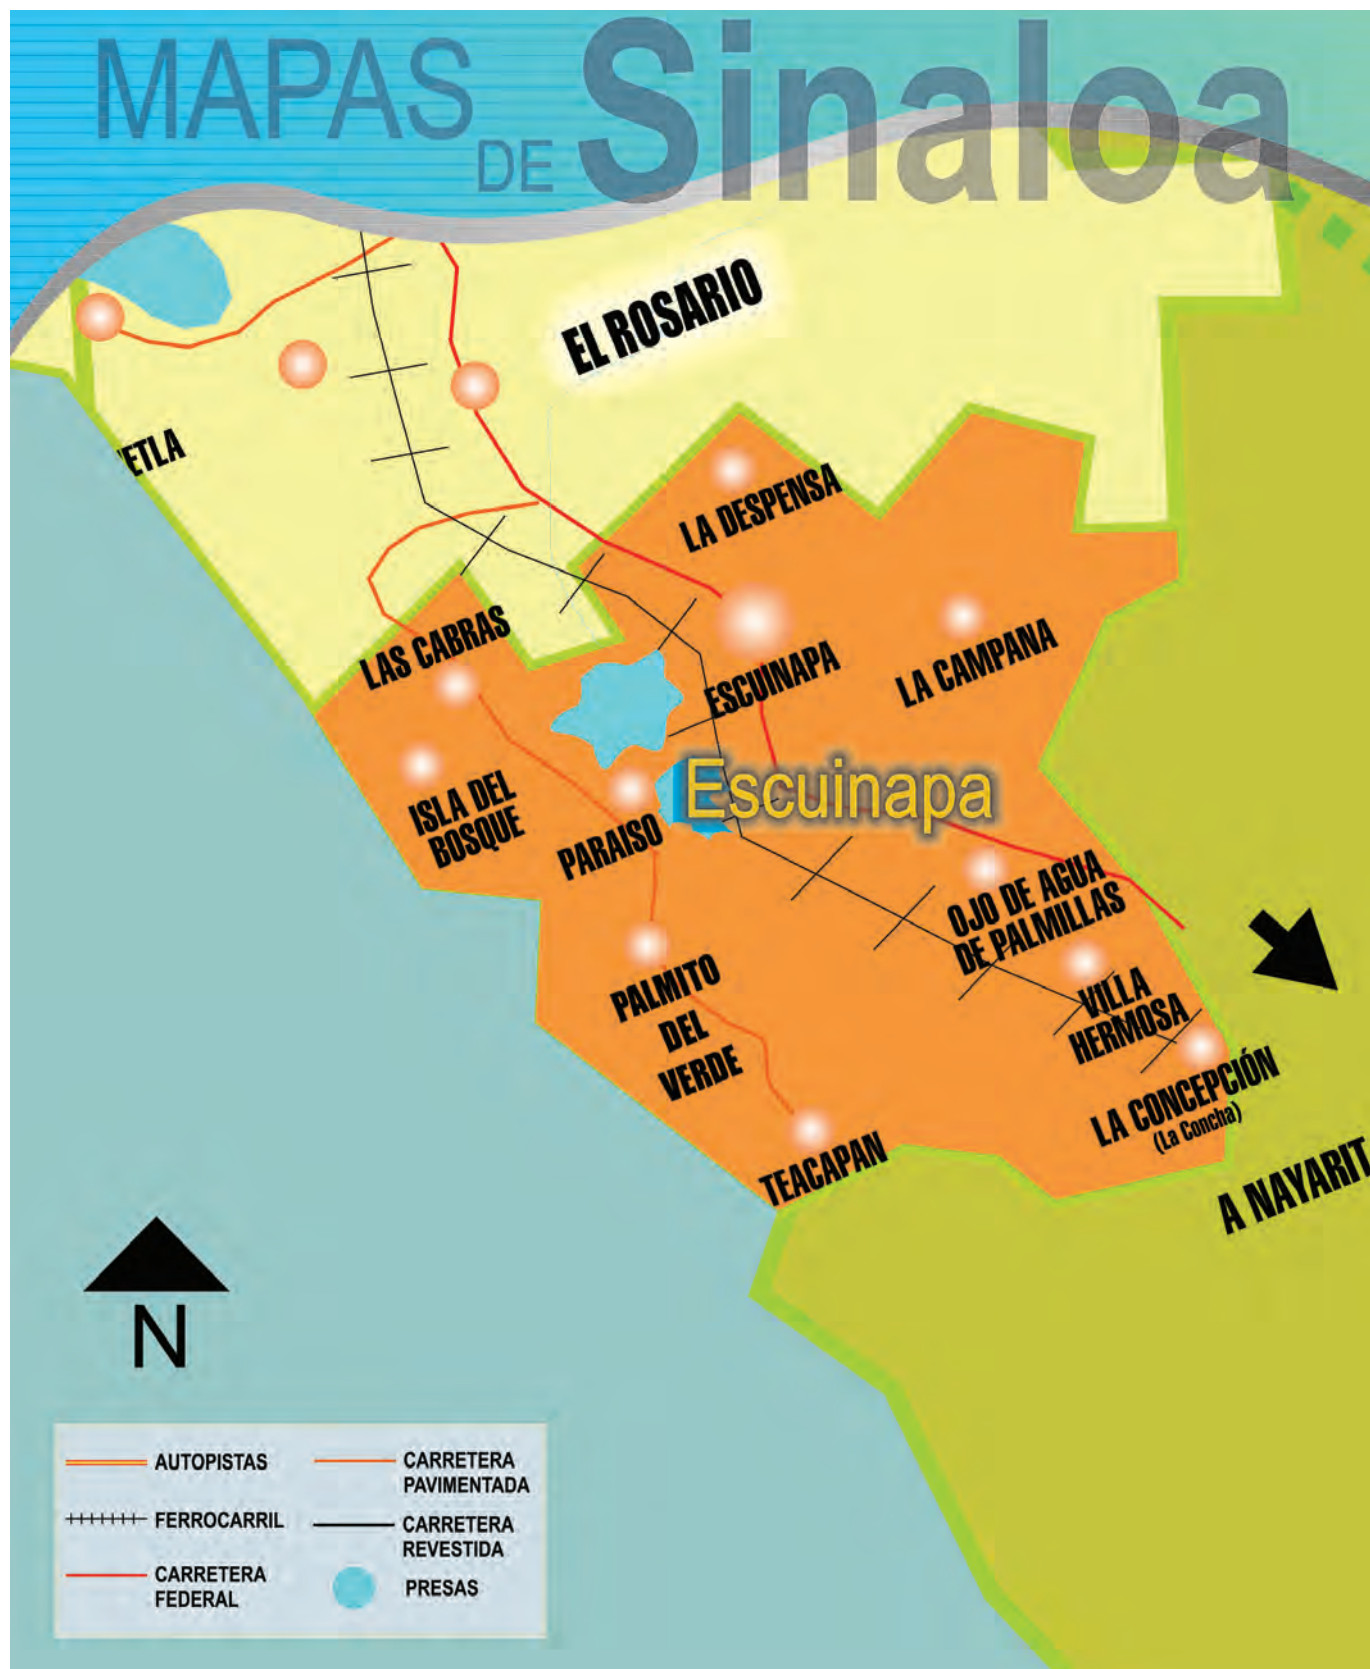 MAPAS
DE
Sinaloa
EL ROSARIO
ETLA
LA DESPENSA
LAS CABRAS
ESCUINAPA
LA CAMPANA
Escuinapa
ISLA DEL
BOSQUE
PARAISO
OJO DE AGUA
DE PALMILLAS
PALMITO
DEL
VERDE
VILLA
HERMOSA
LA CONCEPCIÓN
(La Concha)
TEACAPAN
A NAYARIT
N
AUTOPISTAS
FERROCARRIL
CARRETERA
FEDERAL
CARRETERA
PAVIMENTADA
CARRETERA
REVESTIDA
PRESAS